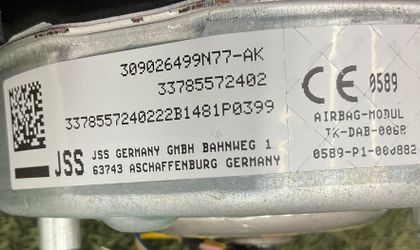 309026499N77-AK
33785572402
3378557240222B1481P0399
JSS
JSS GERMANY GMBH BAHNWEG 1
63743 ASCHAFFENBURG GERMANY
CE 0589
AIRBAG-MODUL
TK-DAB-0068
0589-P1-00d882